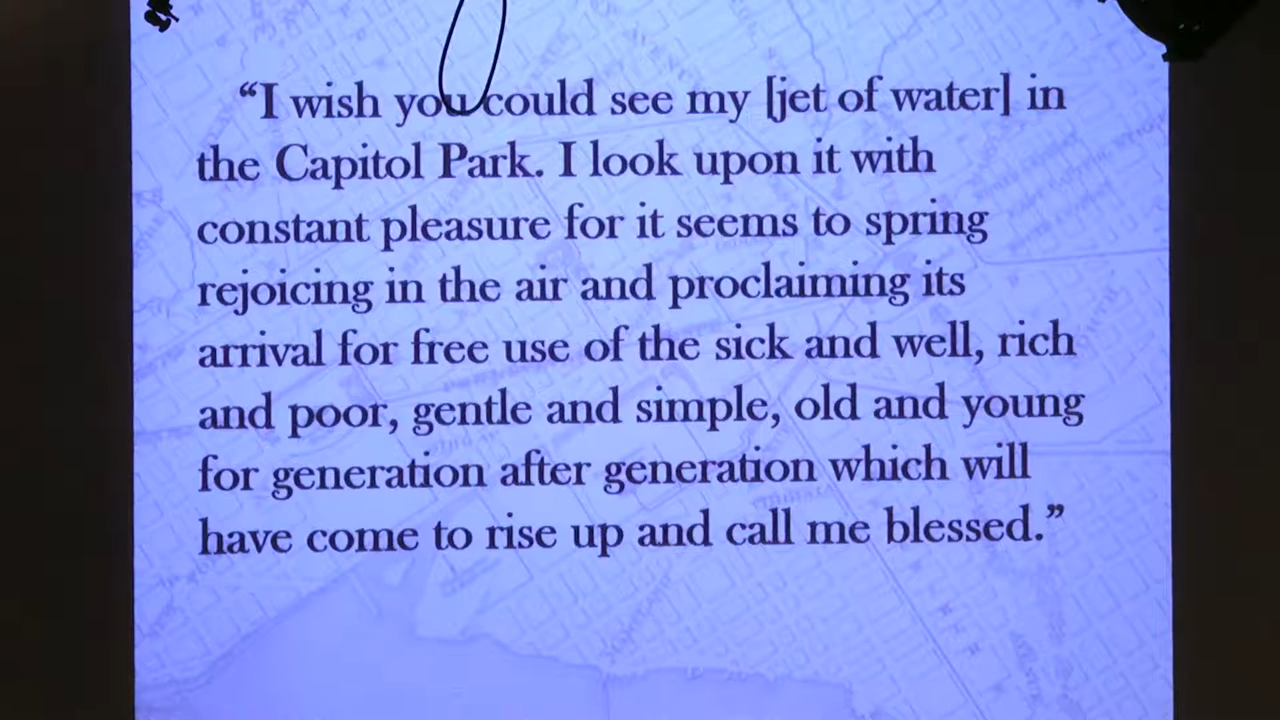 “I wish you could see my [jet of water] in
the Capitol Park. I look upon it with
constant pleasure for it seems to spring
rejoicing in the air and proclaiming its
arrival for free use of the sick and well, rich
and poor, gentle and simple, old and young
for generation after generation which will
have come to rise up and call me blessed.”